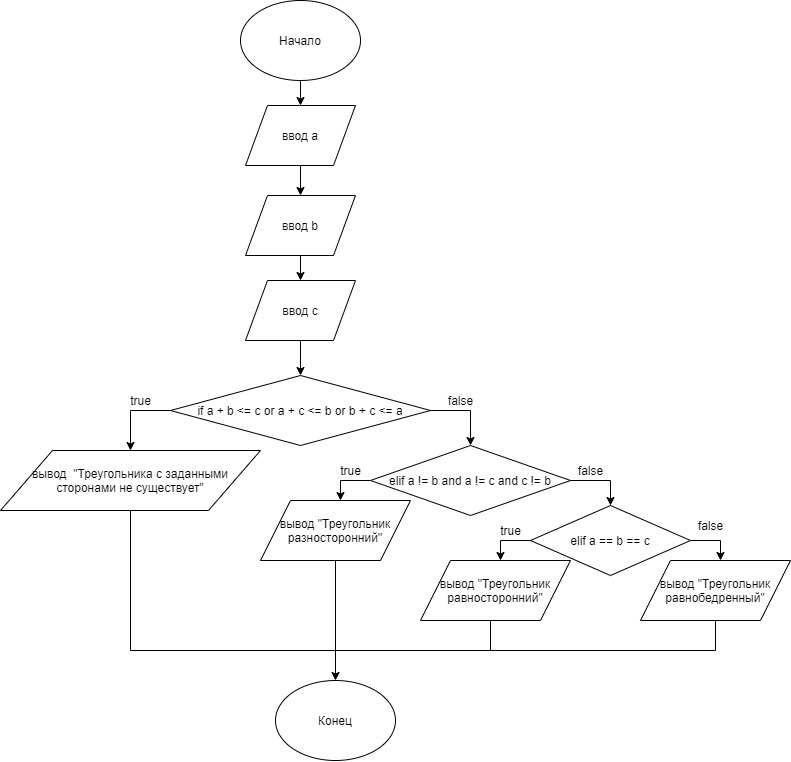 Начало
ввод a
ввод b
ввод c
true
false
if a + b <= c or a + c <= b or b + c <= a
вывод "Треугольника с заданными
сторонами не существует"
true
false
elif a != b and a != c and c != b
вывод "Треугольник
разносторонний"
true
false
elif a == b == c
вывод "Треугольник
равносторонний"
вывод "Треугольник
равнобедренный"
Конец